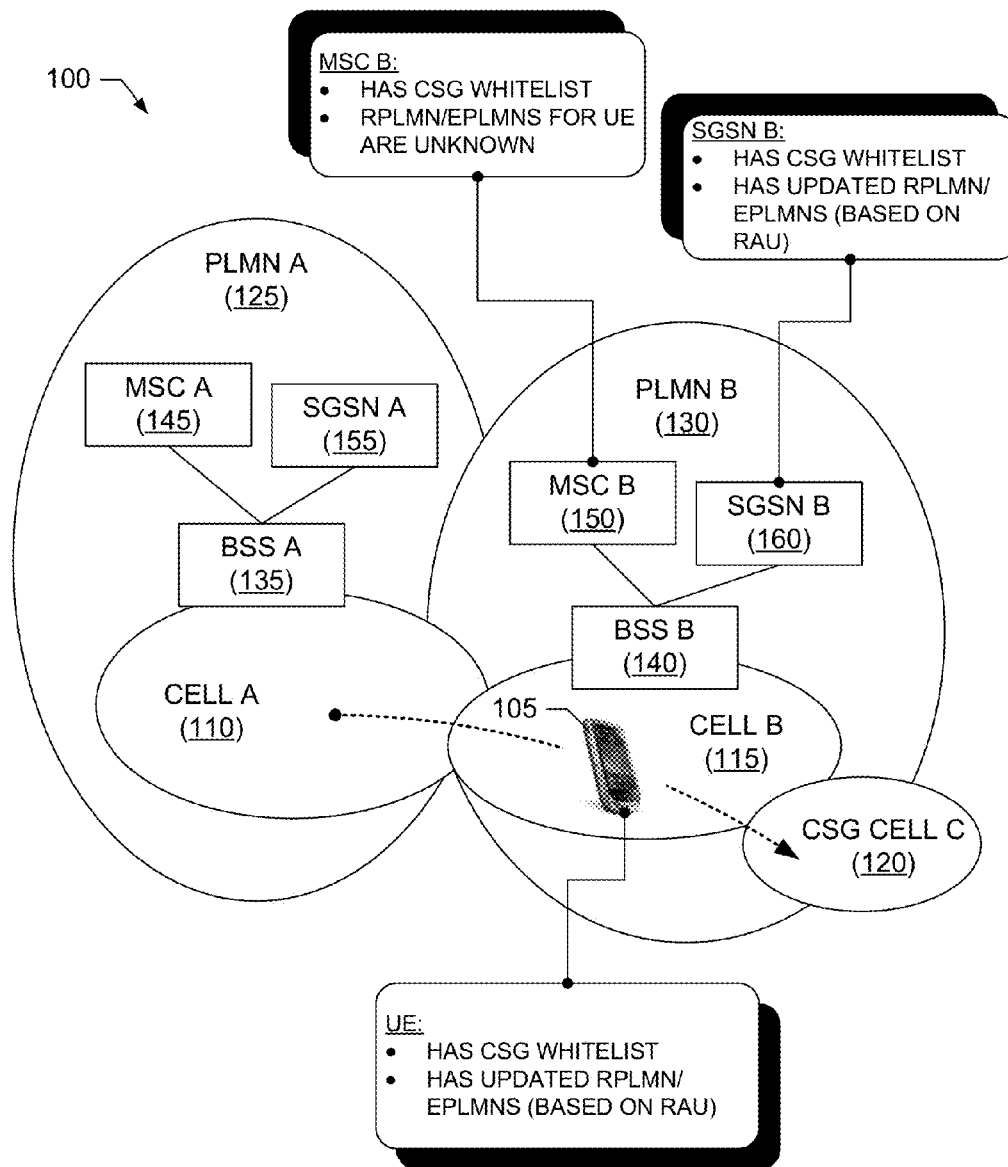 100
MSC B:
• HAS CSG WHITELIST
• RPLMN/EPLMNS FOR UE
ARE UNKNOWN
SGSN B:
• HAS CSG WHITELIST
• HAS UPDATED RPLMN/
EPLMNS (BASED ON
RAU)
PLMN A
(125)
MSC A
(145)
SGSN A
(155)
BSS A
(135)
CELL A
(110)
PLMN B
(130)
MSC B
(150)
SGSN B
(160)
BSS B
(140)
105
CELL B
(115)
CSG CELL C
(120)
UE:
• HAS CSG WHITELIST
• HAS UPDATED RPLMN/
EPLMNS (BASED ON RAU)